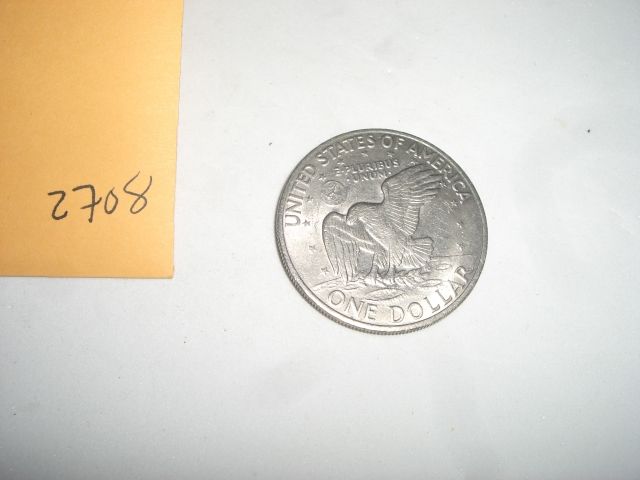 2708
UNITED STATES OF AMERICA
E·PLURIBUS
UNUM
ONE DOLLAR